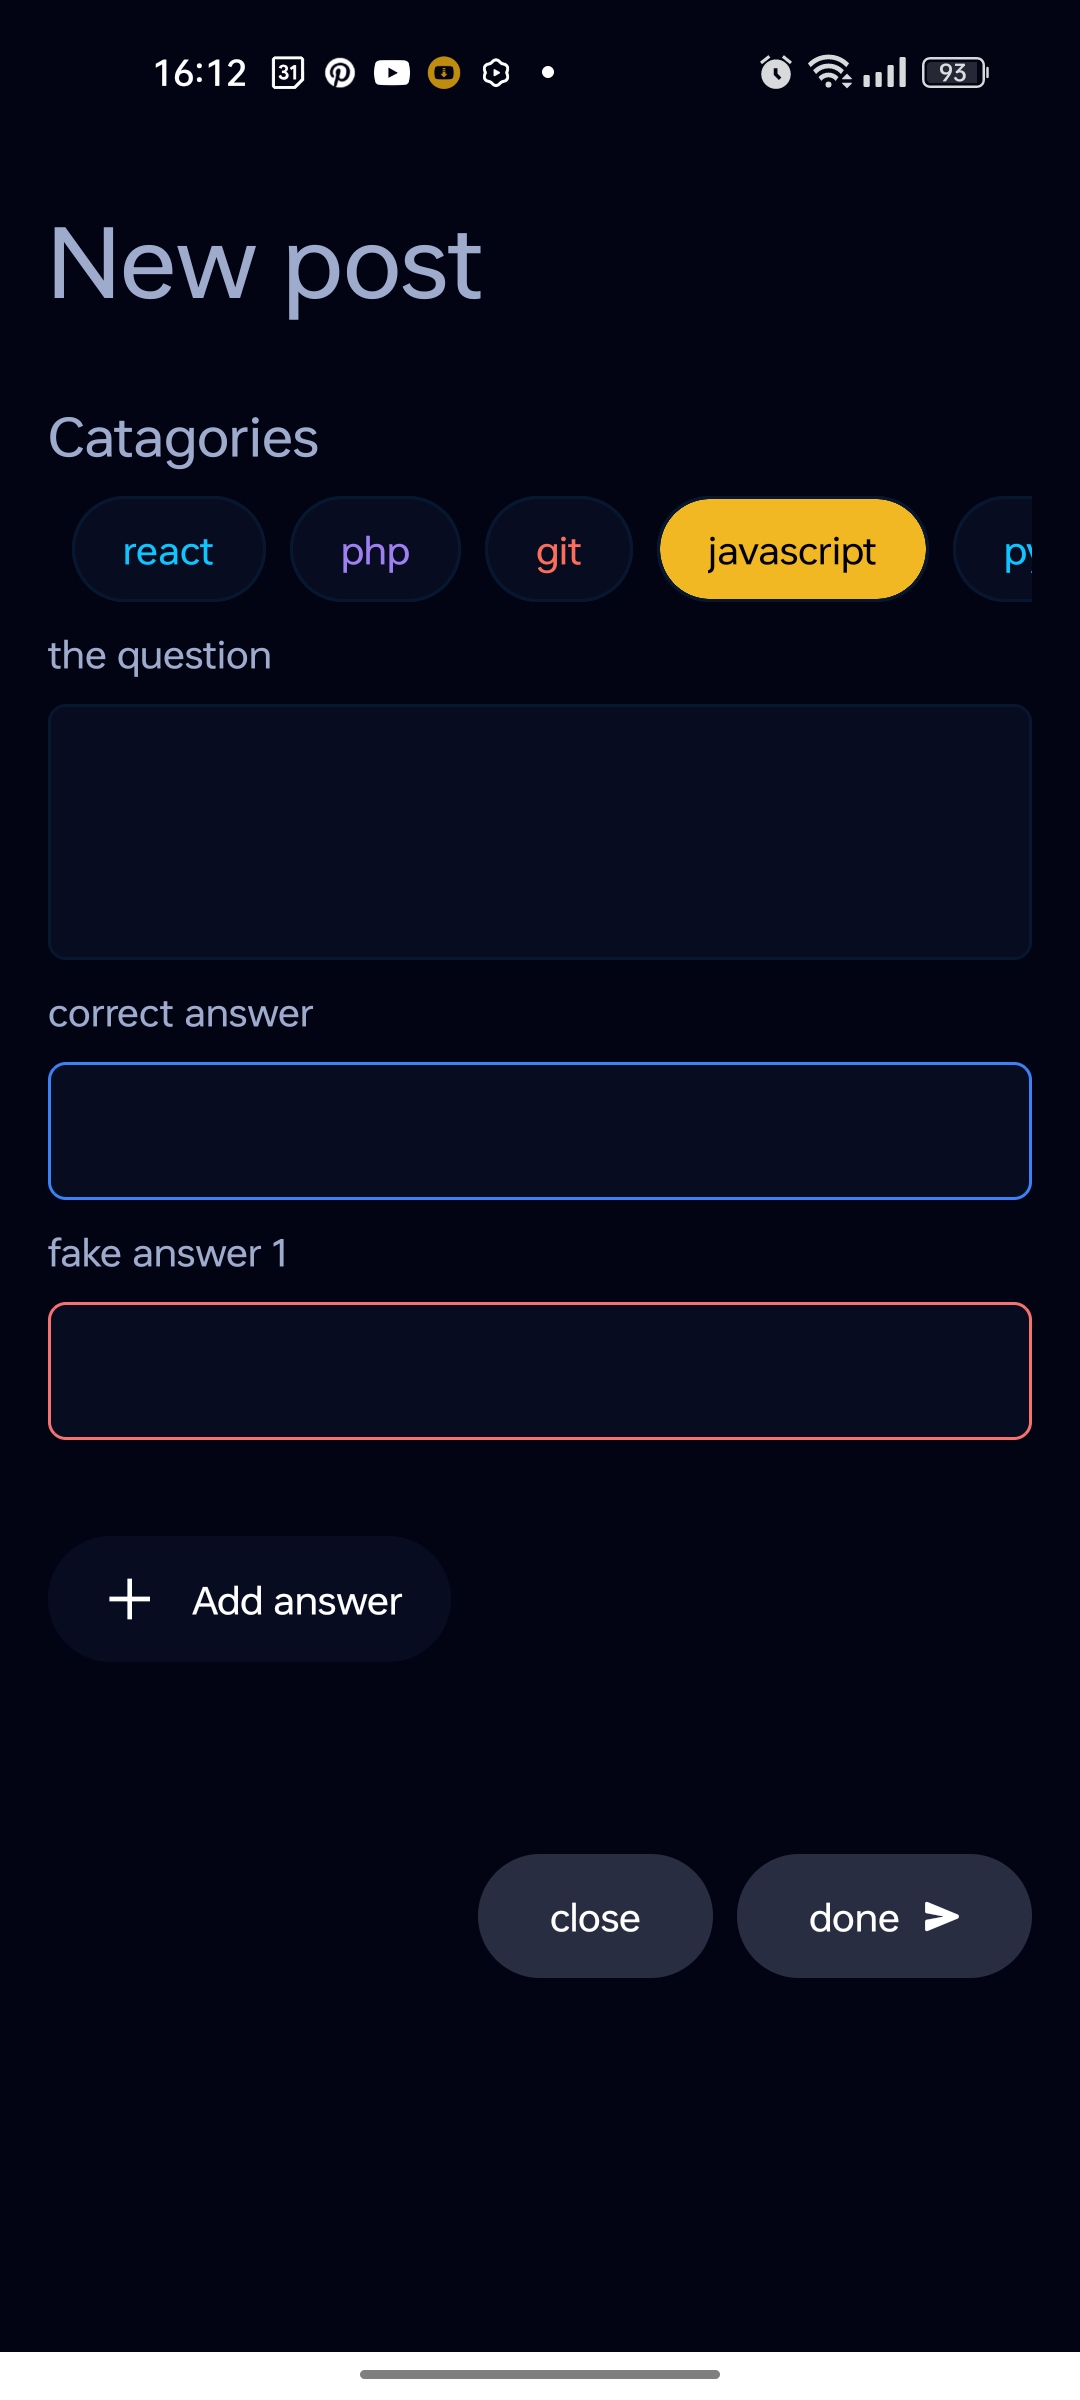 16:12 31 93
New post
Catagories
react php git javascript py
the question
correct answer
fake answer 1
Add answer
close done